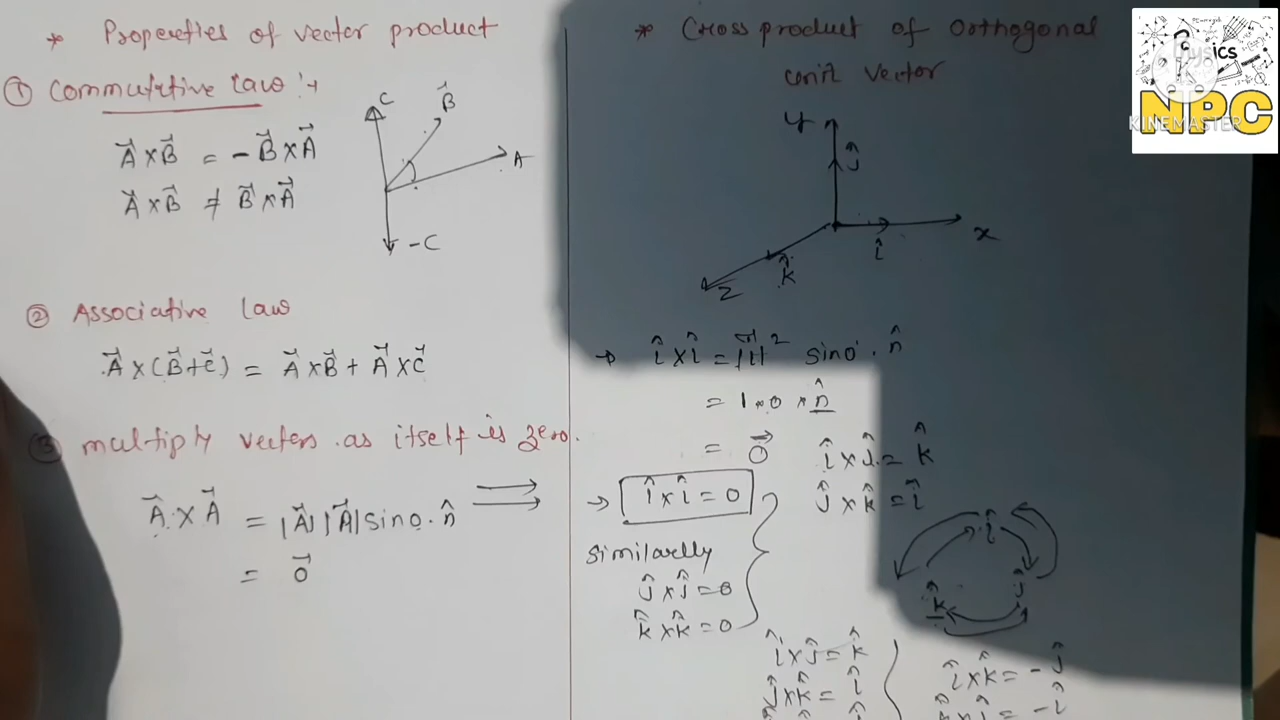 * Properties of vector product
① Commutative law :→
A⃗ × B⃗ = - B⃗ × A⃗
A⃗ × B⃗ ≠ B⃗ × A⃗
C
B⃗
A
-C
② Associative law
A⃗ × (B⃗ + C⃗) = A⃗ × B⃗ + A⃗ × C⃗
③ multiply vectors as itself is zero.
A⃗ × A⃗ = |A⃗| |A⃗| sin0 . n̂
= 0⃗
* Cross product of Orthogonal
unit vector
y
ĵ
x
î
k̂
Z
→ î × î = ² sin0° . n̂
= 1 × 0 × n̂
= 0⃗
→ î × î = 0
Similarly
ĵ × ĵ = 0
k̂ × k̂ = 0
î × ĵ = k̂
ĵ × k̂ = î
î
ĵ
k̂
î × ĵ = k̂
ĵ × k̂ = î
î × k̂ = - ĵ
= - î
Physics
NPC
KINEMASTER